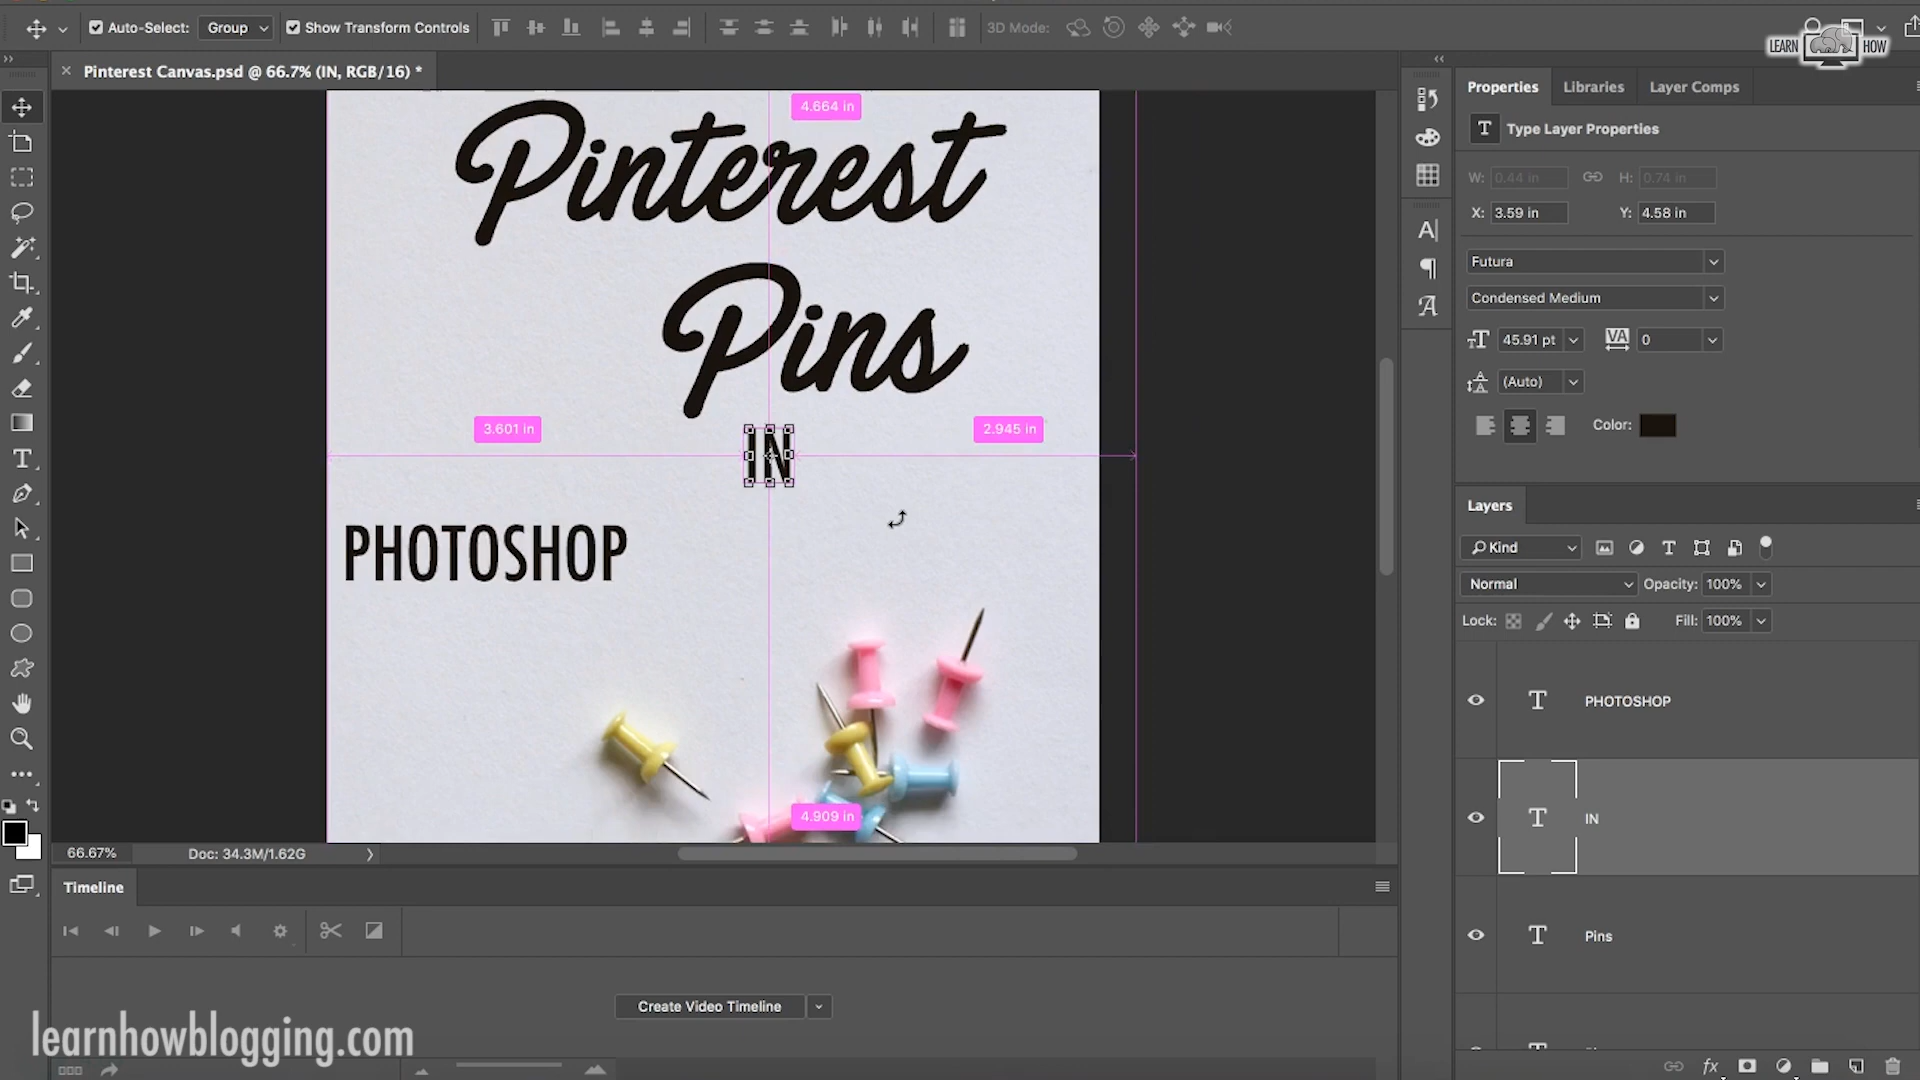 Auto-Select: Group Show Transform Controls 3D Mode:
LEARN HOW
Pinterest Canvas.psd @ 66.7% (IN, RGB/16) *
4.664 in
Pinterest
Pins
3.601 in
2.945 in
IN
PHOTOSHOP
4.909 in
66.67% Doc: 34.3M/1.62G
Timeline
Create Video Timeline
learnhowblogging.com
Properties Libraries Layer Comps
T Type Layer Properties
W: 0.44 in H: 0.74 in
X: 3.59 in Y: 4.58 in
Futura
Condensed Medium
45.91 pt VA 0
(Auto)
Color:
Layers
Kind
Normal Opacity: 100%
Lock: Fill: 100%
T PHOTOSHOP
T IN
T Pins
fx